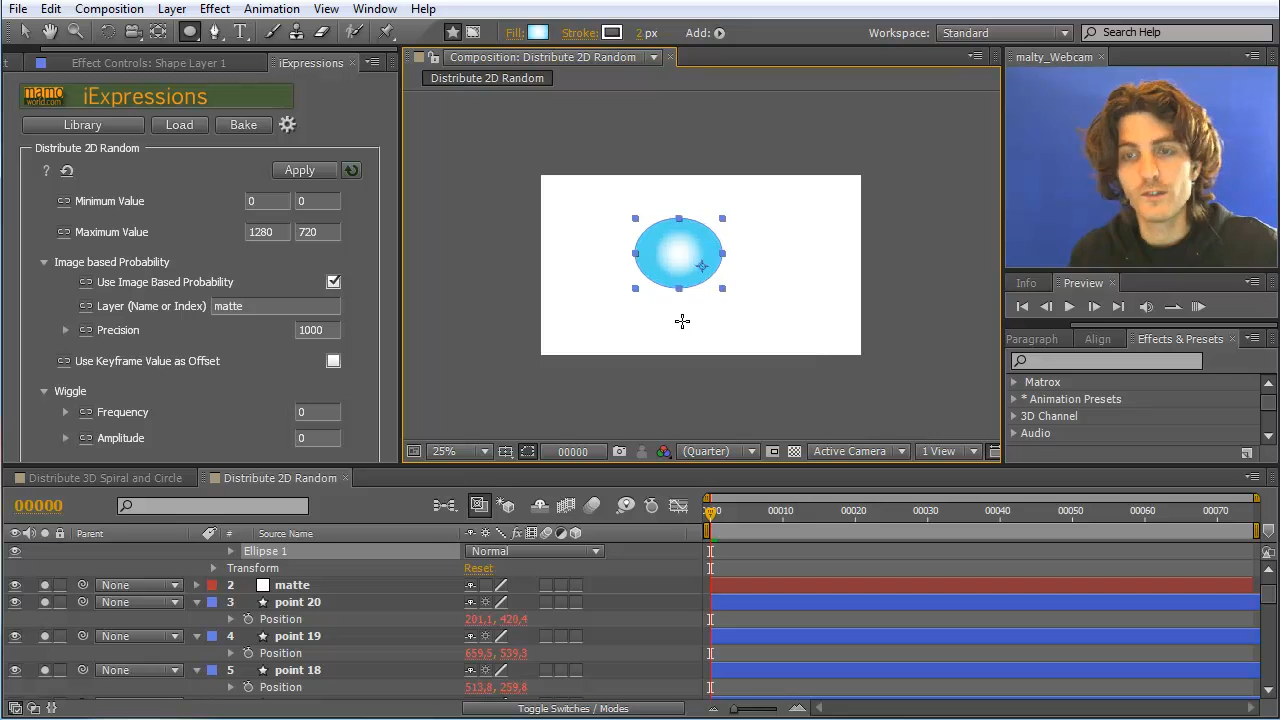 File Edit Composition Layer Effect Animation View Window Help
Fill: Stroke: 2 px Add: Workspace: Standard Search Help
t Effect Controls: Shape Layer 1 iExpressions
Composition: Distribute 2D Random
malty_Webcam
Distribute 2D Random
mamo world.com iExpressions
Library Load Bake
Distribute 2D Random
? Apply
Minimum Value 0 0
Maximum Value 1280 720
Image based Probability
Use Image Based Probability
Layer (Name or Index) matte
Precision 1000
Use Keyframe Value as Offset
Wiggle
Frequency 0
Amplitude 0
25% 00000 (Quarter) Active Camera 1 View
Info Preview
Paragraph Align Effects & Presets
Matrox
* Animation Presets
3D Channel
Audio
Distribute 3D Spiral and Circle Distribute 2D Random
00000
0000 00010 00020 00030 00040 00050 00060 00070
Parent # Source Name fx
Ellipse 1 Normal
Transform Reset
None 2 matte
None 3 point 20
Position 201,1, 420,4
None 4 point 19
Position 659,5, 539,3
None 5 point 18
Position 513,8, 259,8
Toggle Switches / Modes